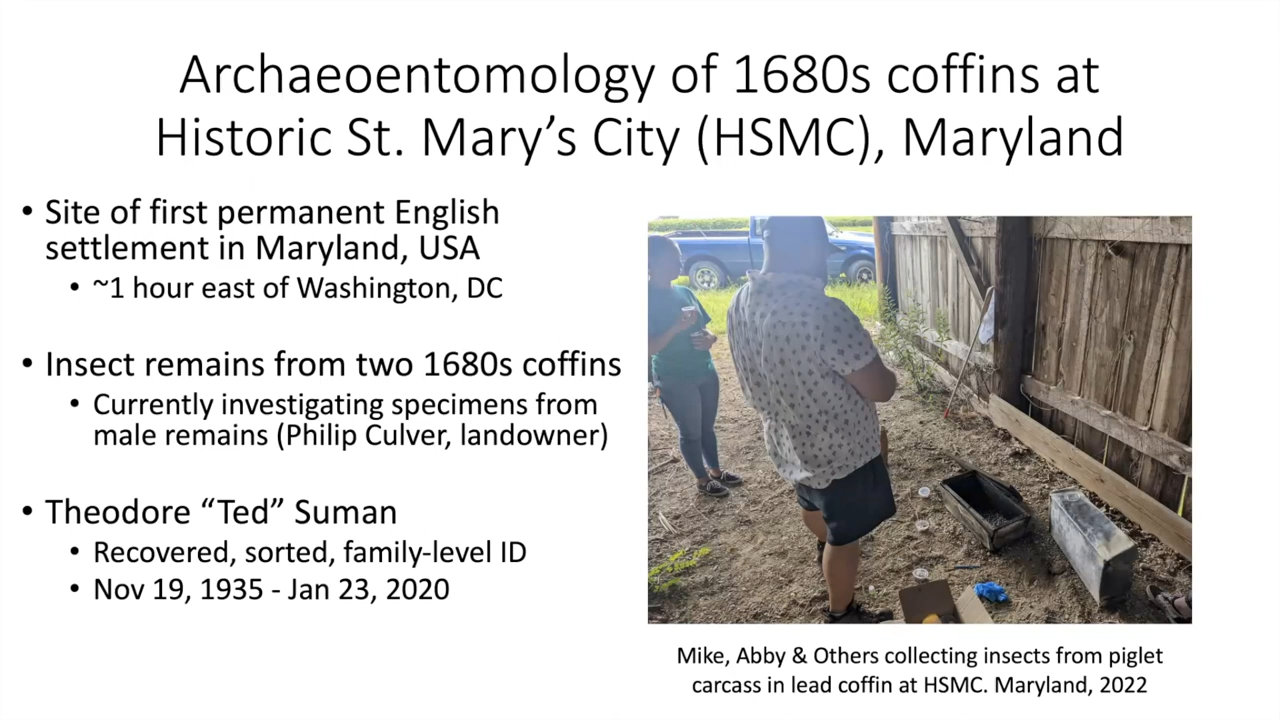 Archaeoentomology of 1680s coffins at
Historic St. Mary’s City (HSMC), Maryland
• Site of first permanent English
settlement in Maryland, USA
• ~1 hour east of Washington, DC
• Insect remains from two 1680s coffins
• Currently investigating specimens from
male remains (Philip Culver, landowner)
• Theodore “Ted” Suman
• Recovered, sorted, family-level ID
• Nov 19, 1935 - Jan 23, 2020
Mike, Abby & Others collecting insects from piglet
carcass in lead coffin at HSMC. Maryland, 2022